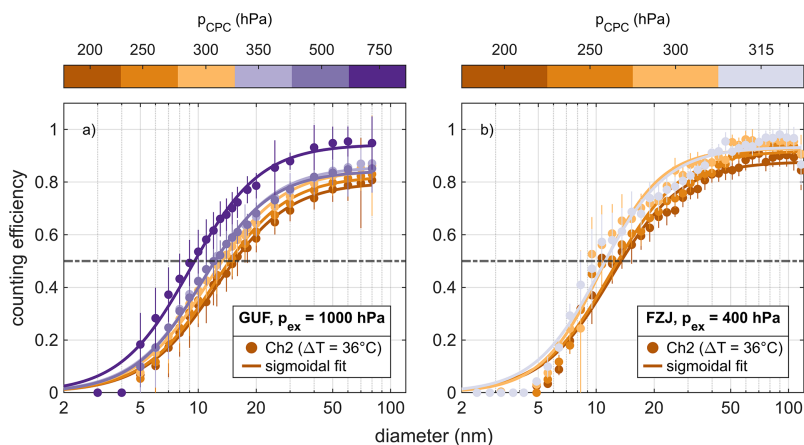 p_CPC (hPa)
p_CPC (hPa)
200 250 300 350 500 750
200 260 300 315
a)
b)
1
0.8
0.6
0.4
0.2
0
counting efficiency
GUF, p_ex = 1000 hPa
Ch2 (ΔT = 36°C)
sigmoidal fit
FZJ, p_ex = 400 hPa
Ch2 (ΔT = 36°C)
sigmoidal fit
2 5 10 20 50 100
2 5 10 20 50 100
diameter (nm)